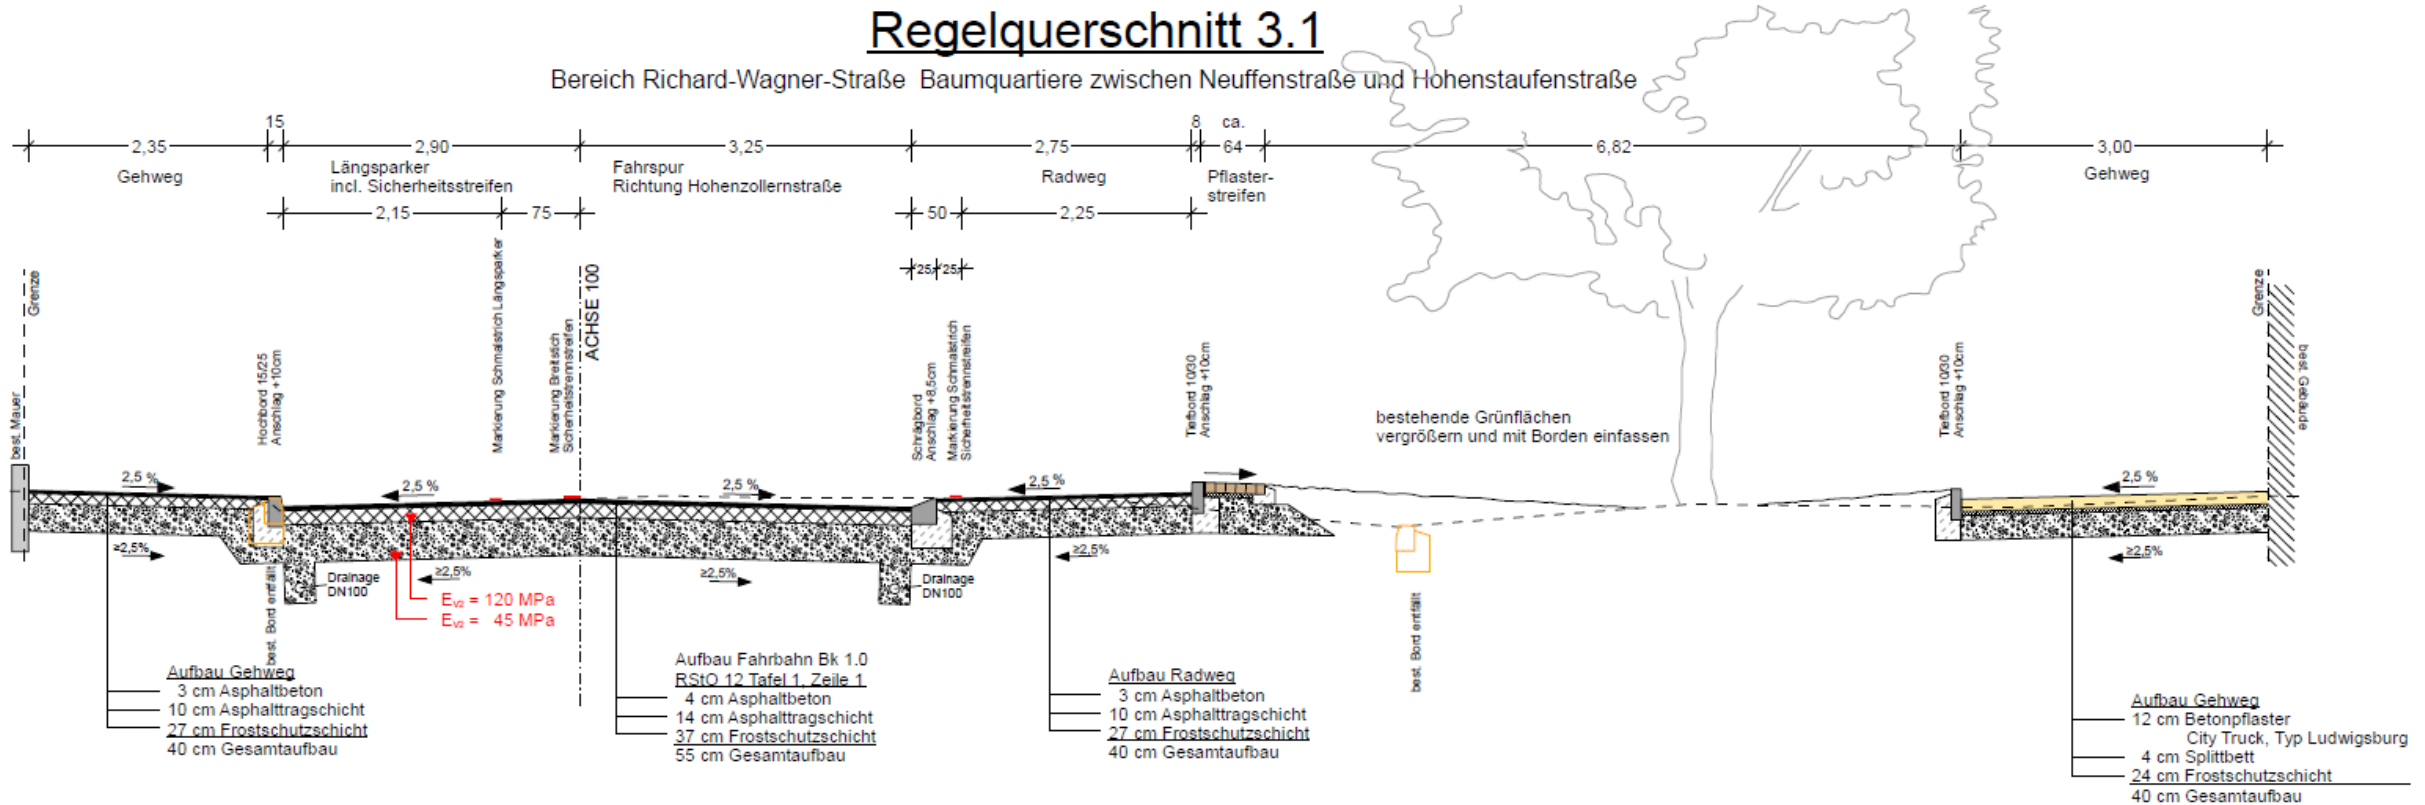 Regelquerschnitt 3.1
Bereich Richard-Wagner-Straße Baumquartiere zwischen Neuffenstraße und Hohenstaufenstraße
15
8
ca.
2,35
2,90
3,25
2,75
64
6,82
3,00
Gehweg
Längsparker
incl. Sicherheitsstreifen
Fahrspur
Richtung Hohenzollernstraße
Radweg
Pflaster-
streifen
Gehweg
2,15
75
50
2,25
25
25
Grenze
best. Mauer
Hochbord 15/25
Anschlag +10cm
Markierung Schmalstrich Längsparker
Markierung Breitstich
Sicherheitstrennstreifen
ACHSE 100
Schrägbord
Anschlag +8,5cm
Markierung Schmalstrich
Sicherheitstrennstreifen
Tiefbord 10/30
Anschlag +10cm
bestehende Grünflächen
vergrößern und mit Borden einfassen
Tiefbord 10/30
Anschlag +10cm
Grenze
best. Gebäude
2,5 %
2,5 %
2,5 %
2,5 %
2,5 %
≥2,5%
≥2,5%
≥2,5%
≥2,5%
≥2,5%
best. Bord entfällt
Drainage
DN100
Drainage
DN100
EV2 = 120 MPa
EV2 = 45 MPa
best. Bord entfällt
Aufbau Gehweg
3 cm Asphaltbeton
10 cm Asphalttragschicht
27 cm Frostschutzschicht
40 cm Gesamtaufbau
Aufbau Fahrbahn Bk 1.0
RStO 12 Tafel 1, Zeile 1
4 cm Asphaltbeton
14 cm Asphalttragschicht
37 cm Frostschutzschicht
55 cm Gesamtaufbau
Aufbau Radweg
3 cm Asphaltbeton
10 cm Asphalttragschicht
27 cm Frostschutzschicht
40 cm Gesamtaufbau
Aufbau Gehweg
12 cm Betonpflaster
City Truck, Typ Ludwigsburg
4 cm Splittbett
24 cm Frostschutzschicht
40 cm Gesamtaufbau